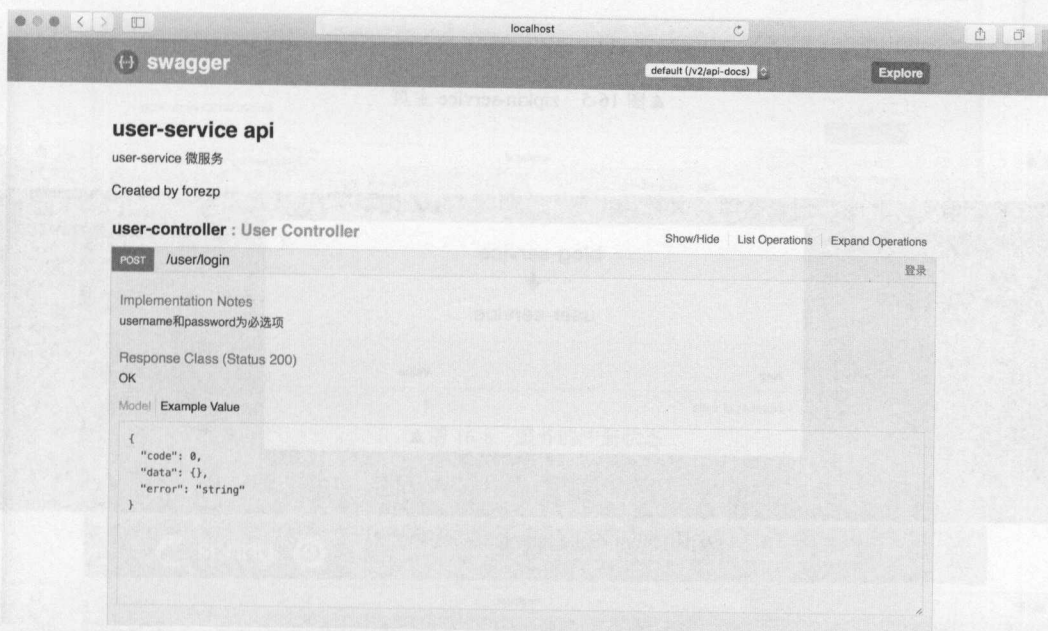 localhost
swagger
default (/v2/api-docs)
Explore
user-service api
user-service 微服务
Created by forezp
user-controller : User Controller
Show/Hide
List Operations
Expand Operations
POST /user/login
登录
Implementation Notes
username和password为必选项
Response Class (Status 200)
OK
Model Example Value
{
"code": 0,
"data": {},
"error": "string"
}